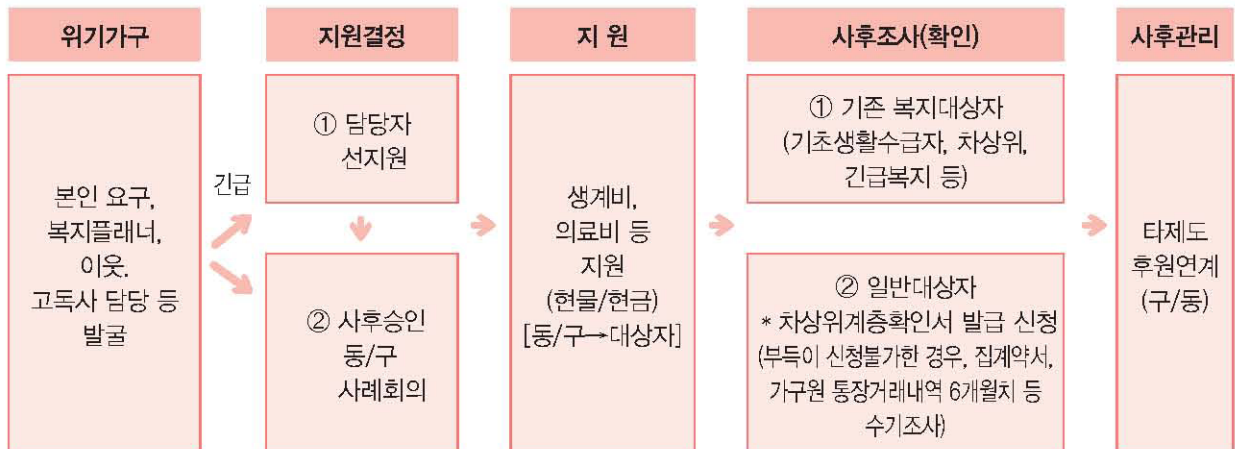 위기가구
본인 요구,
복지플래너,
이웃.
고독사 담당 등
발굴
긴급
지원결정
① 담당자
선지원
② 사후승인
동/구
사례회의
지 원
생계비,
의료비 등
지원
(현물/현금)
[동/구→대상자]
사후조사(확인)
① 기존 복지대상자
(기초생활수급자, 차상위,
긴급복지 등)
② 일반대상자
* 차상위계층확인서 발급 신청
(부득이 신청불가한 경우, 집계약서,
가구원 통장거래내역 6개월치 등
수기조사)
사후관리
타제도
후원연계
(구/동)